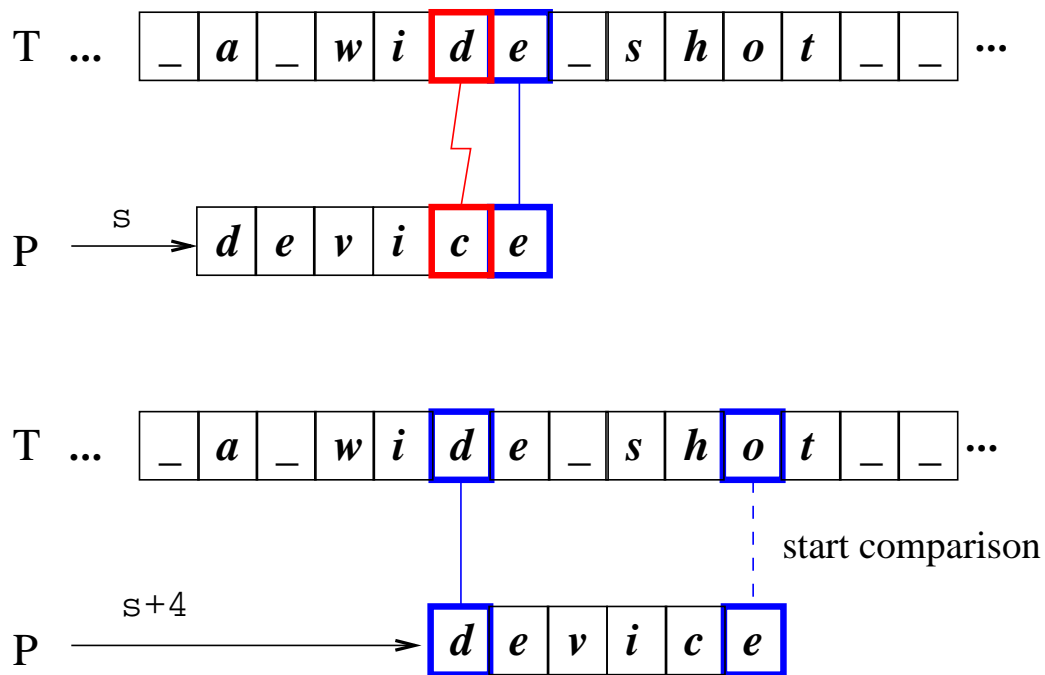 T ... _ a _ w i d e _ s h o t _ _ ...
s
P d e v i c e
T ... _ a _ w i d e _ s h o t _ _ ...
start comparison
s+4
P d e v i c e